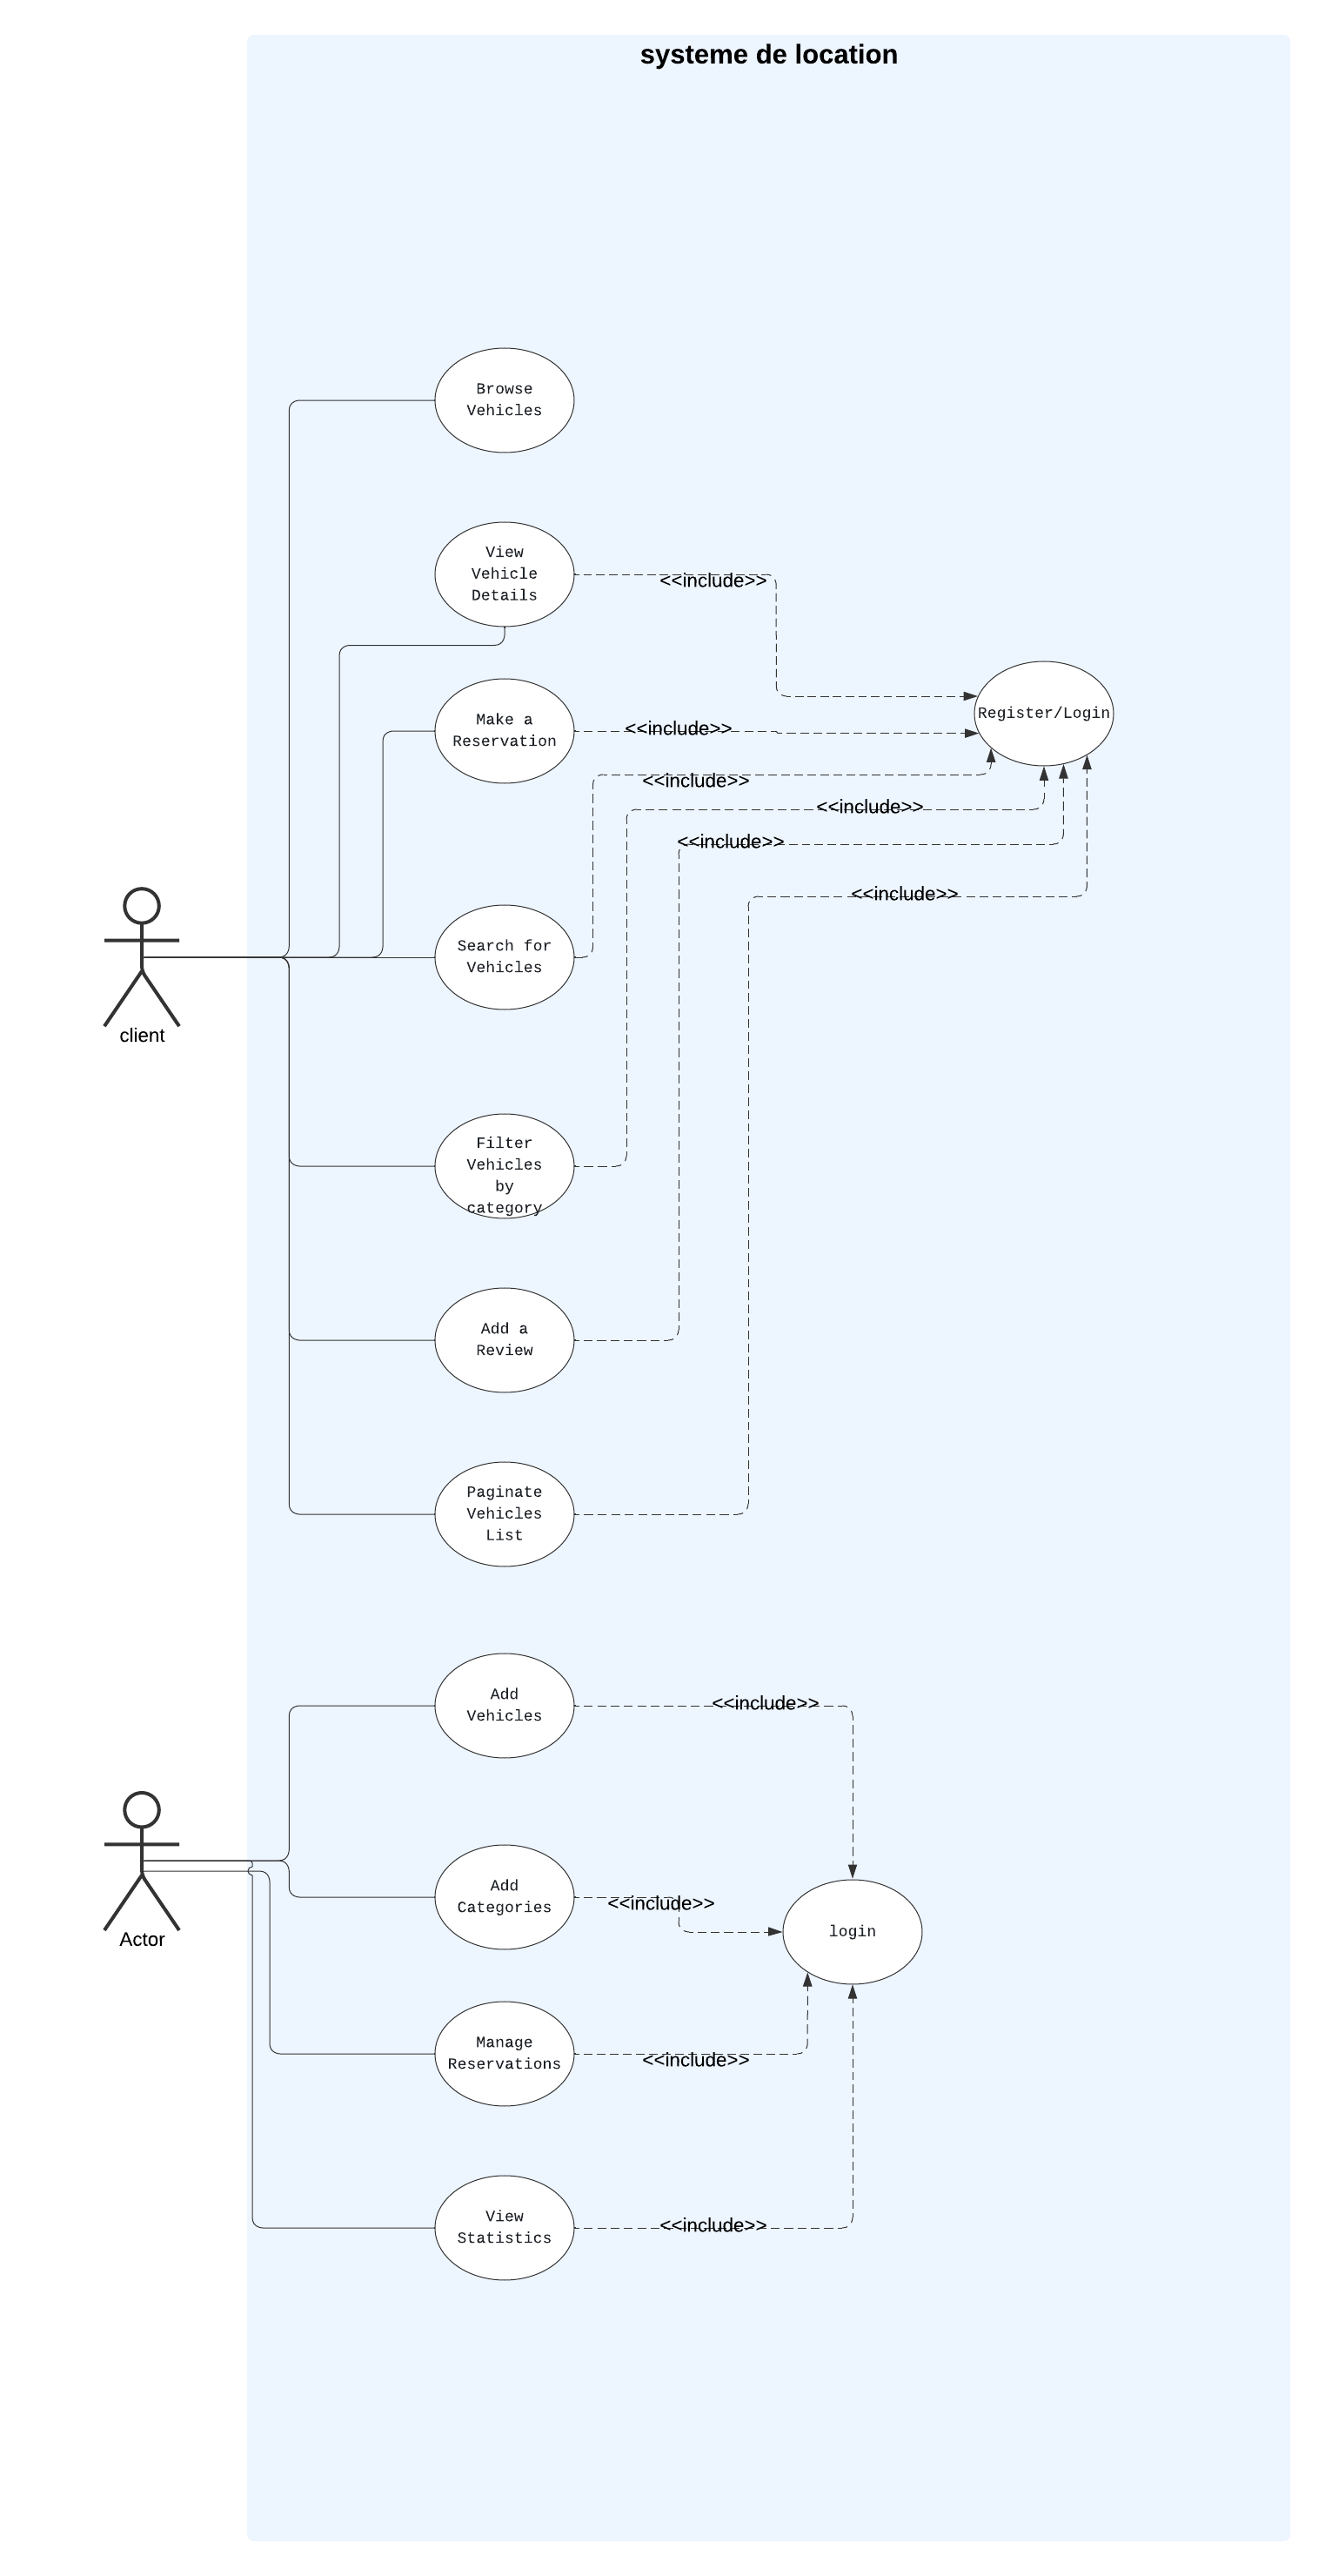 systeme de location
Browse
Vehicles
View
Vehicle
Details
<<include>>
Make a
Reservation
<<include>>
Register/Login
<<include>>
<<include>>
<<include>>
<<include>>
Search for
Vehicles
client
Filter
Vehicles
by
category
Add a
Review
Paginate
Vehicles
List
Add
Vehicles
<<include>>
Actor
Add
Categories
<<include>>
login
Manage
Reservations
<<include>>
View
Statistics
<<include>>